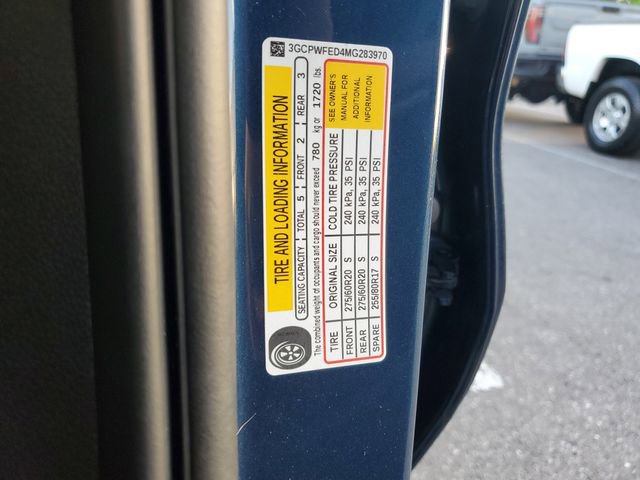 3GCPWFED4MG283970
TIRE AND LOADING INFORMATION
SEATING CAPACITY TOTAL 5 FRONT 2 REAR 3
The combined weight of occupants and cargo should never exceed 780 kg or 1720 lbs.
TIRE ORIGINAL SIZE COLD TIRE PRESSURE
FRONT 275/60R20 S 240 kPa, 35 PSI
REAR 275/60R20 S 240 kPa, 35 PSI
SPARE 255/80R17 S 240 kPa, 35 PSI
SEE OWNER'S
MANUAL FOR
ADDITIONAL
INFORMATION